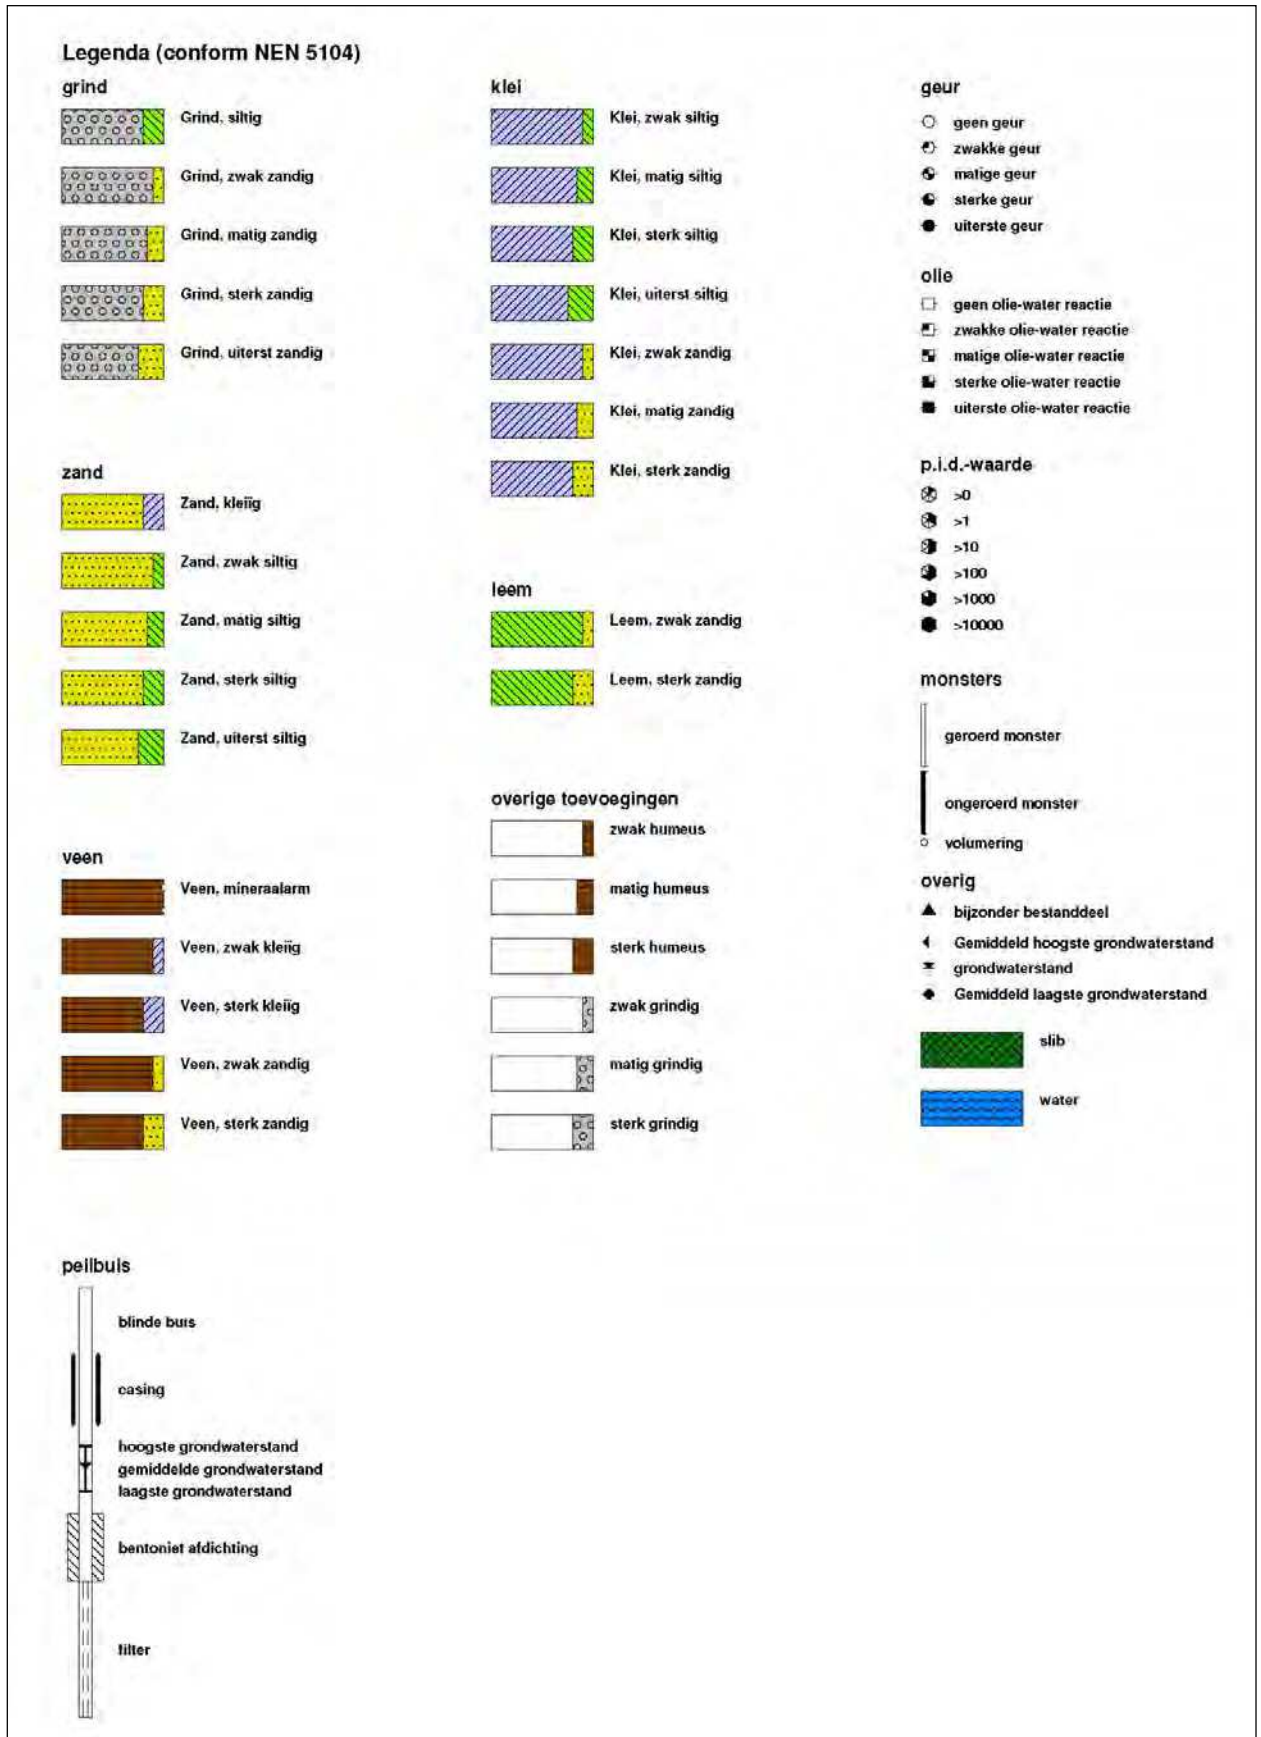 Legenda (conform NEN 5104)
grind
Grind, siltig
Grind, zwak zandig
Grind, matig zandig
Grind, sterk zandig
Grind, uiterst zandig
zand
Zand, kleiïg
Zand, zwak siltig
Zand, matig siltig
Zand, sterk siltig
Zand, uiterst siltig
veen
Veen, mineraalarm
Veen, zwak kleiïg
Veen, sterk kleiïg
Veen, zwak zandig
Veen, sterk zandig
peilbuis
blinde buis
casing
hoogste grondwaterstand
gemiddelde grondwaterstand
laagste grondwaterstand
bentoniet afdichting
filter
klei
Klei, zwak siltig
Klei, matig siltig
Klei, sterk siltig
Klei, uiterst siltig
Klei, zwak zandig
Klei, matig zandig
Klei, sterk zandig
leem
Leem, zwak zandig
Leem, sterk zandig
overige toevoegingen
zwak humeus
matig humeus
sterk humeus
zwak grindig
matig grindig
sterk grindig
geur
geen geur
zwakke geur
matige geur
sterke geur
uiterste geur
olie
geen olie-water reactie
zwakke olie-water reactie
matige olie-water reactie
sterke olie-water reactie
uiterste olie-water reactie
p.i.d.-waarde
>0
>1
>10
>100
>1000
>10000
monsters
geroerd monster
ongeroerd monster
volumering
overig
bijzonder bestanddeel
Gemiddeld hoogste grondwaterstand
grondwaterstand
Gemiddeld laagste grondwaterstand
slib
water